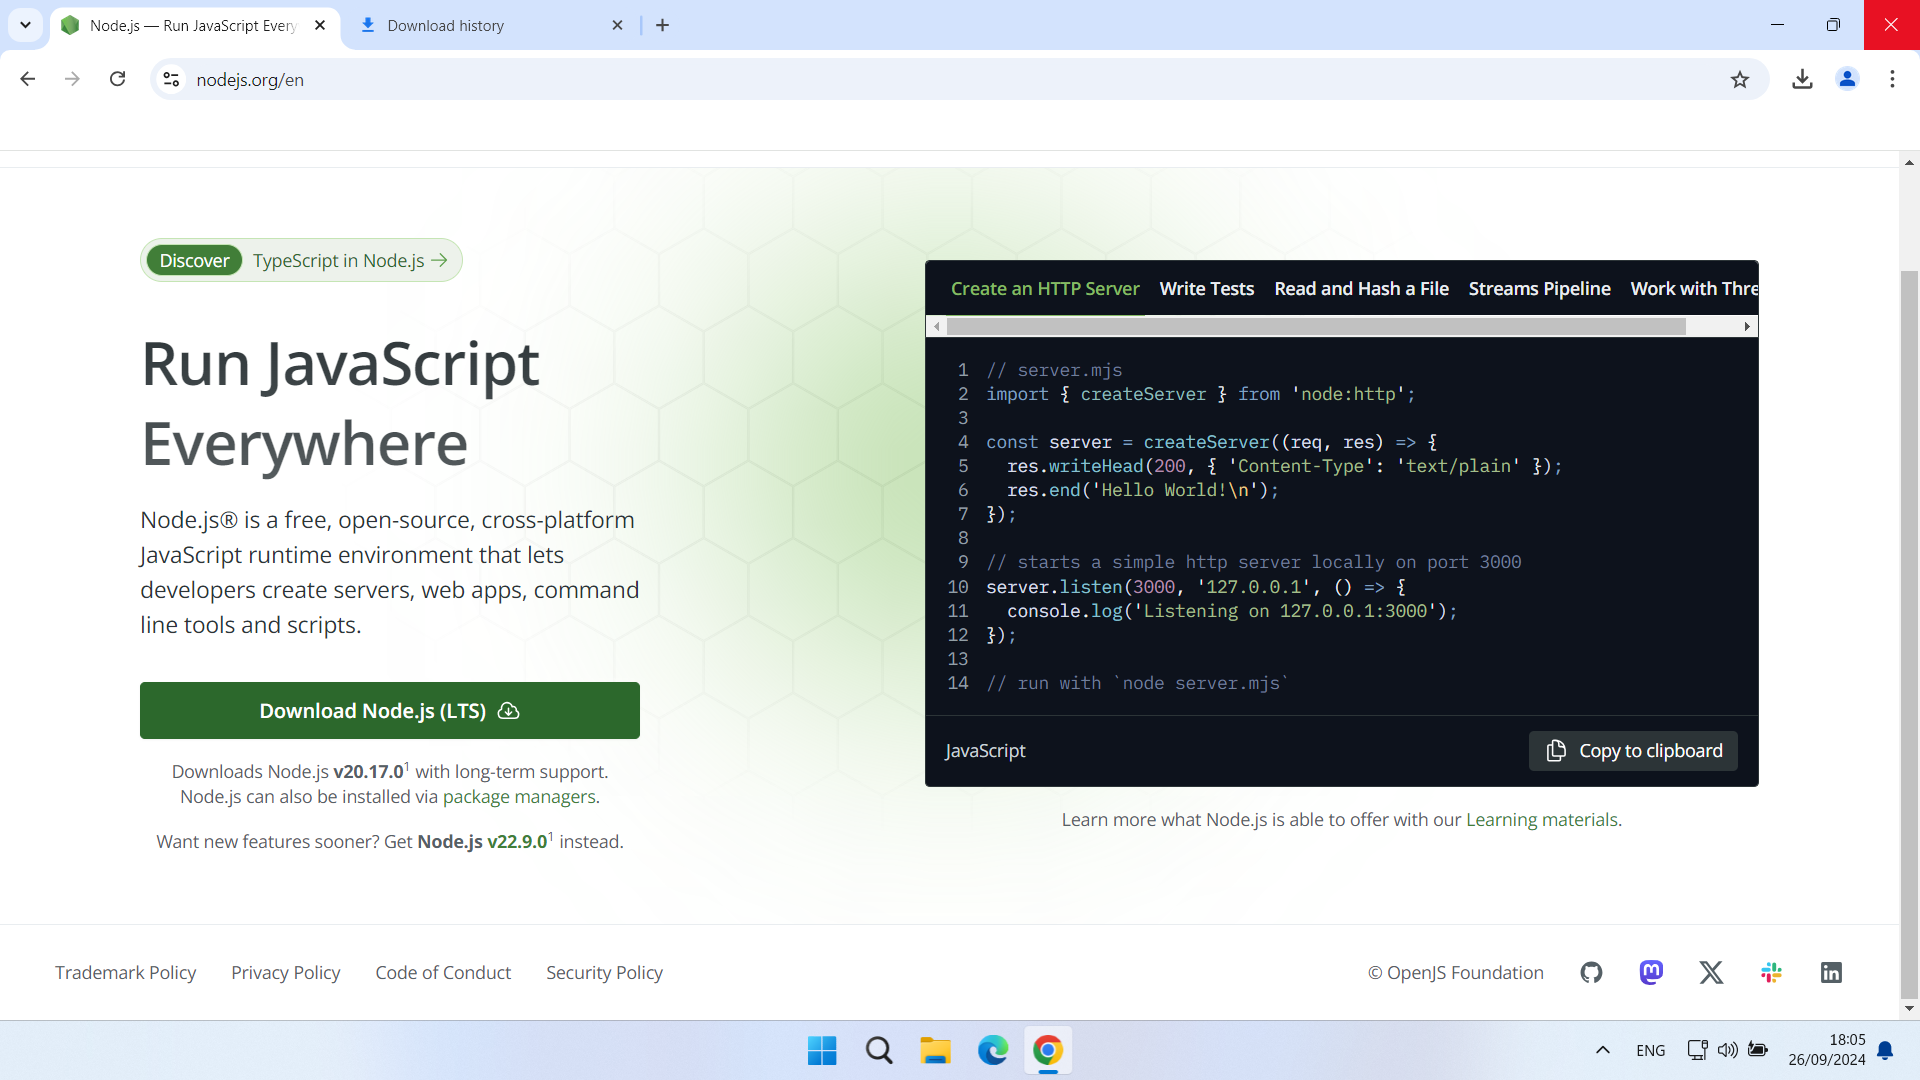 Node.js — Run JavaScript Every
Download history
nodejs.org/en
Discover TypeScript in Node.js
Run JavaScript
Everywhere
Node.js® is a free, open-source, cross-platform
JavaScript runtime environment that lets
developers create servers, web apps, command
line tools and scripts.
Download Node.js (LTS)
Downloads Node.js v20.17.0¹ with long-term support.
Node.js can also be installed via package managers.
Want new features sooner? Get Node.js v22.9.0¹ instead.
Create an HTTP Server Write Tests Read and Hash a File Streams Pipeline Work with Thre
1 // server.mjs
2 import { createServer } from 'node:http';
3
4 const server = createServer((req, res) => {
5   res.writeHead(200, { 'Content-Type': 'text/plain' });
6   res.end('Hello World!\n');
7 });
8
9 // starts a simple http server locally on port 3000
10 server.listen(3000, '127.0.0.1', () => {
11   console.log('Listening on 127.0.0.1:3000');
12 });
13
14 // run with `node server.mjs`
JavaScript
Copy to clipboard
Learn more what Node.js is able to offer with our Learning materials.
Trademark Policy Privacy Policy Code of Conduct Security Policy
© OpenJS Foundation
ENG
18:05
26/09/2024